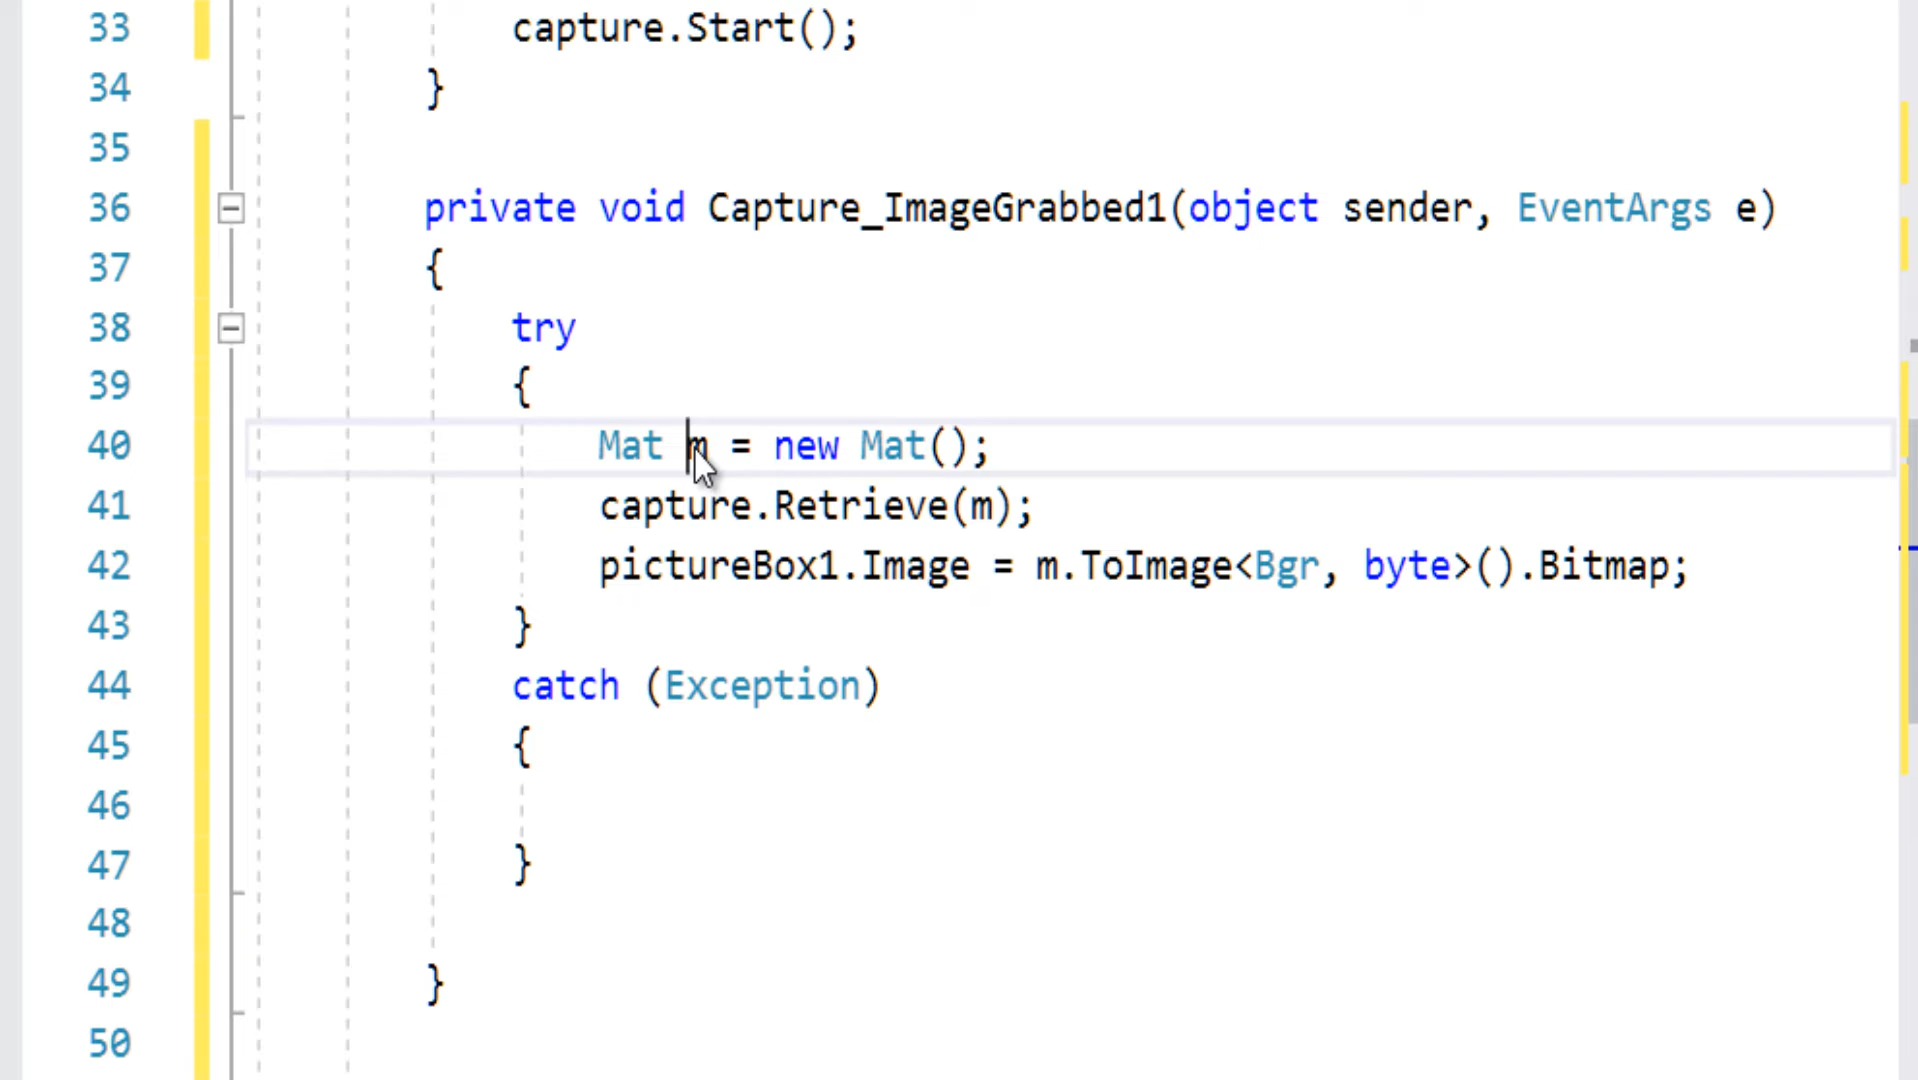 33 capture.Start();
34 }
35
36 private void Capture_ImageGrabbed1(object sender, EventArgs e)
37 {
38 try
39 {
40 Mat m = new Mat();
41 capture.Retrieve(m);
42 pictureBox1.Image = m.ToImage<Bgr, byte>().Bitmap;
43 }
44 catch (Exception)
45 {
46
47 }
48
49 }
50